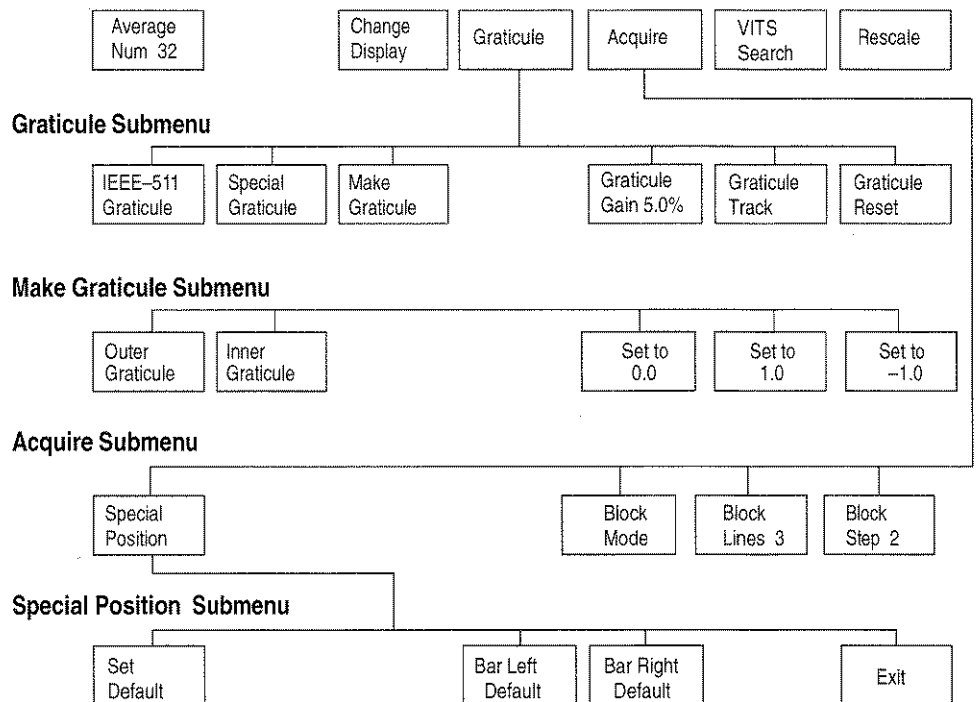 Average
Num 32
Change
Display
Graticule
Acquire
VITS
Search
Rescale
Graticule Submenu
IEEE–511
Graticule
Special
Graticule
Make
Graticule
Graticule
Gain 5.0%
Graticule
Track
Graticule
Reset
Make Graticule Submenu
Outer
Graticule
Inner
Graticule
Set to
0.0
Set to
1.0
Set to
–1.0
Acquire Submenu
Special
Position
Block
Mode
Block
Lines 3
Block
Step 2
Special Position Submenu
Set
Default
Bar Left
Default
Bar Right
Default
Exit